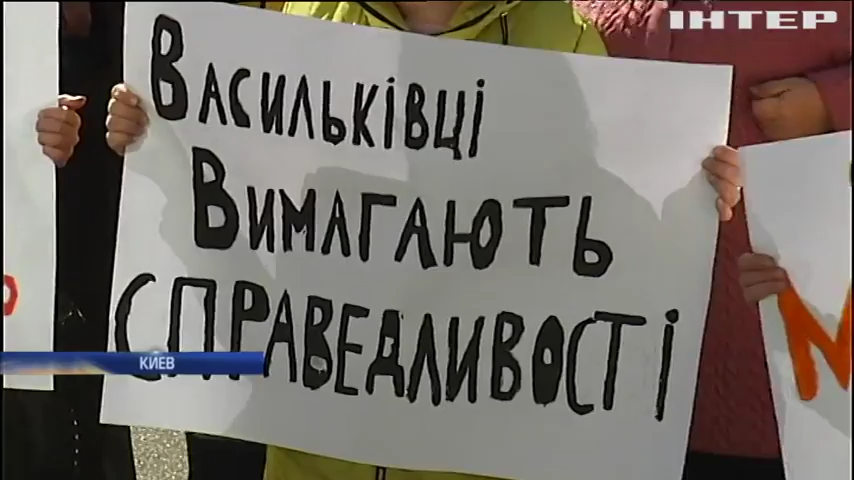 ІНТЕР
Васильківці
Вимагають
справедливості
КИЕВ